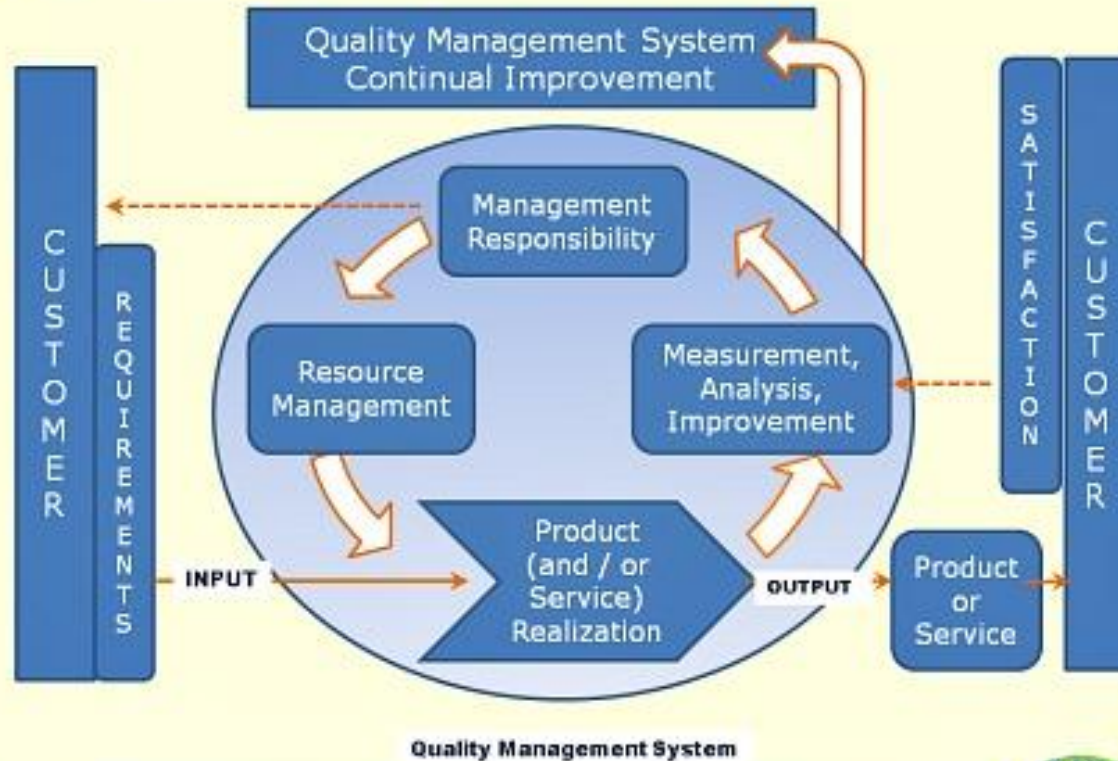 Quality Management System
Continual Improvement
CUSTOMER
REQUIREMENTS
Management
Responsibility
Resource
Management
Measurement,
Analysis,
Improvement
SATISFACTION
CUSTOMER
INPUT
Product
(and / or
Service)
Realization
OUTPUT
Product
or
Service
Quality Management System